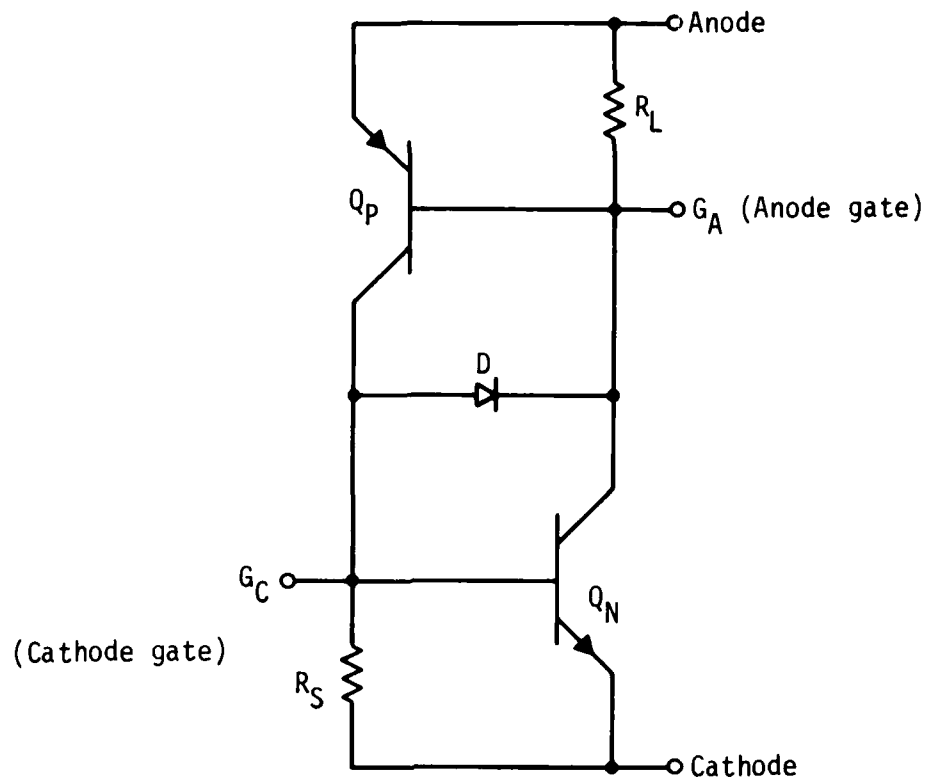 Anode
R_L
Q_P
G_A (Anode gate)
D
G_C
Q_N
(Cathode gate)
R_S
Cathode